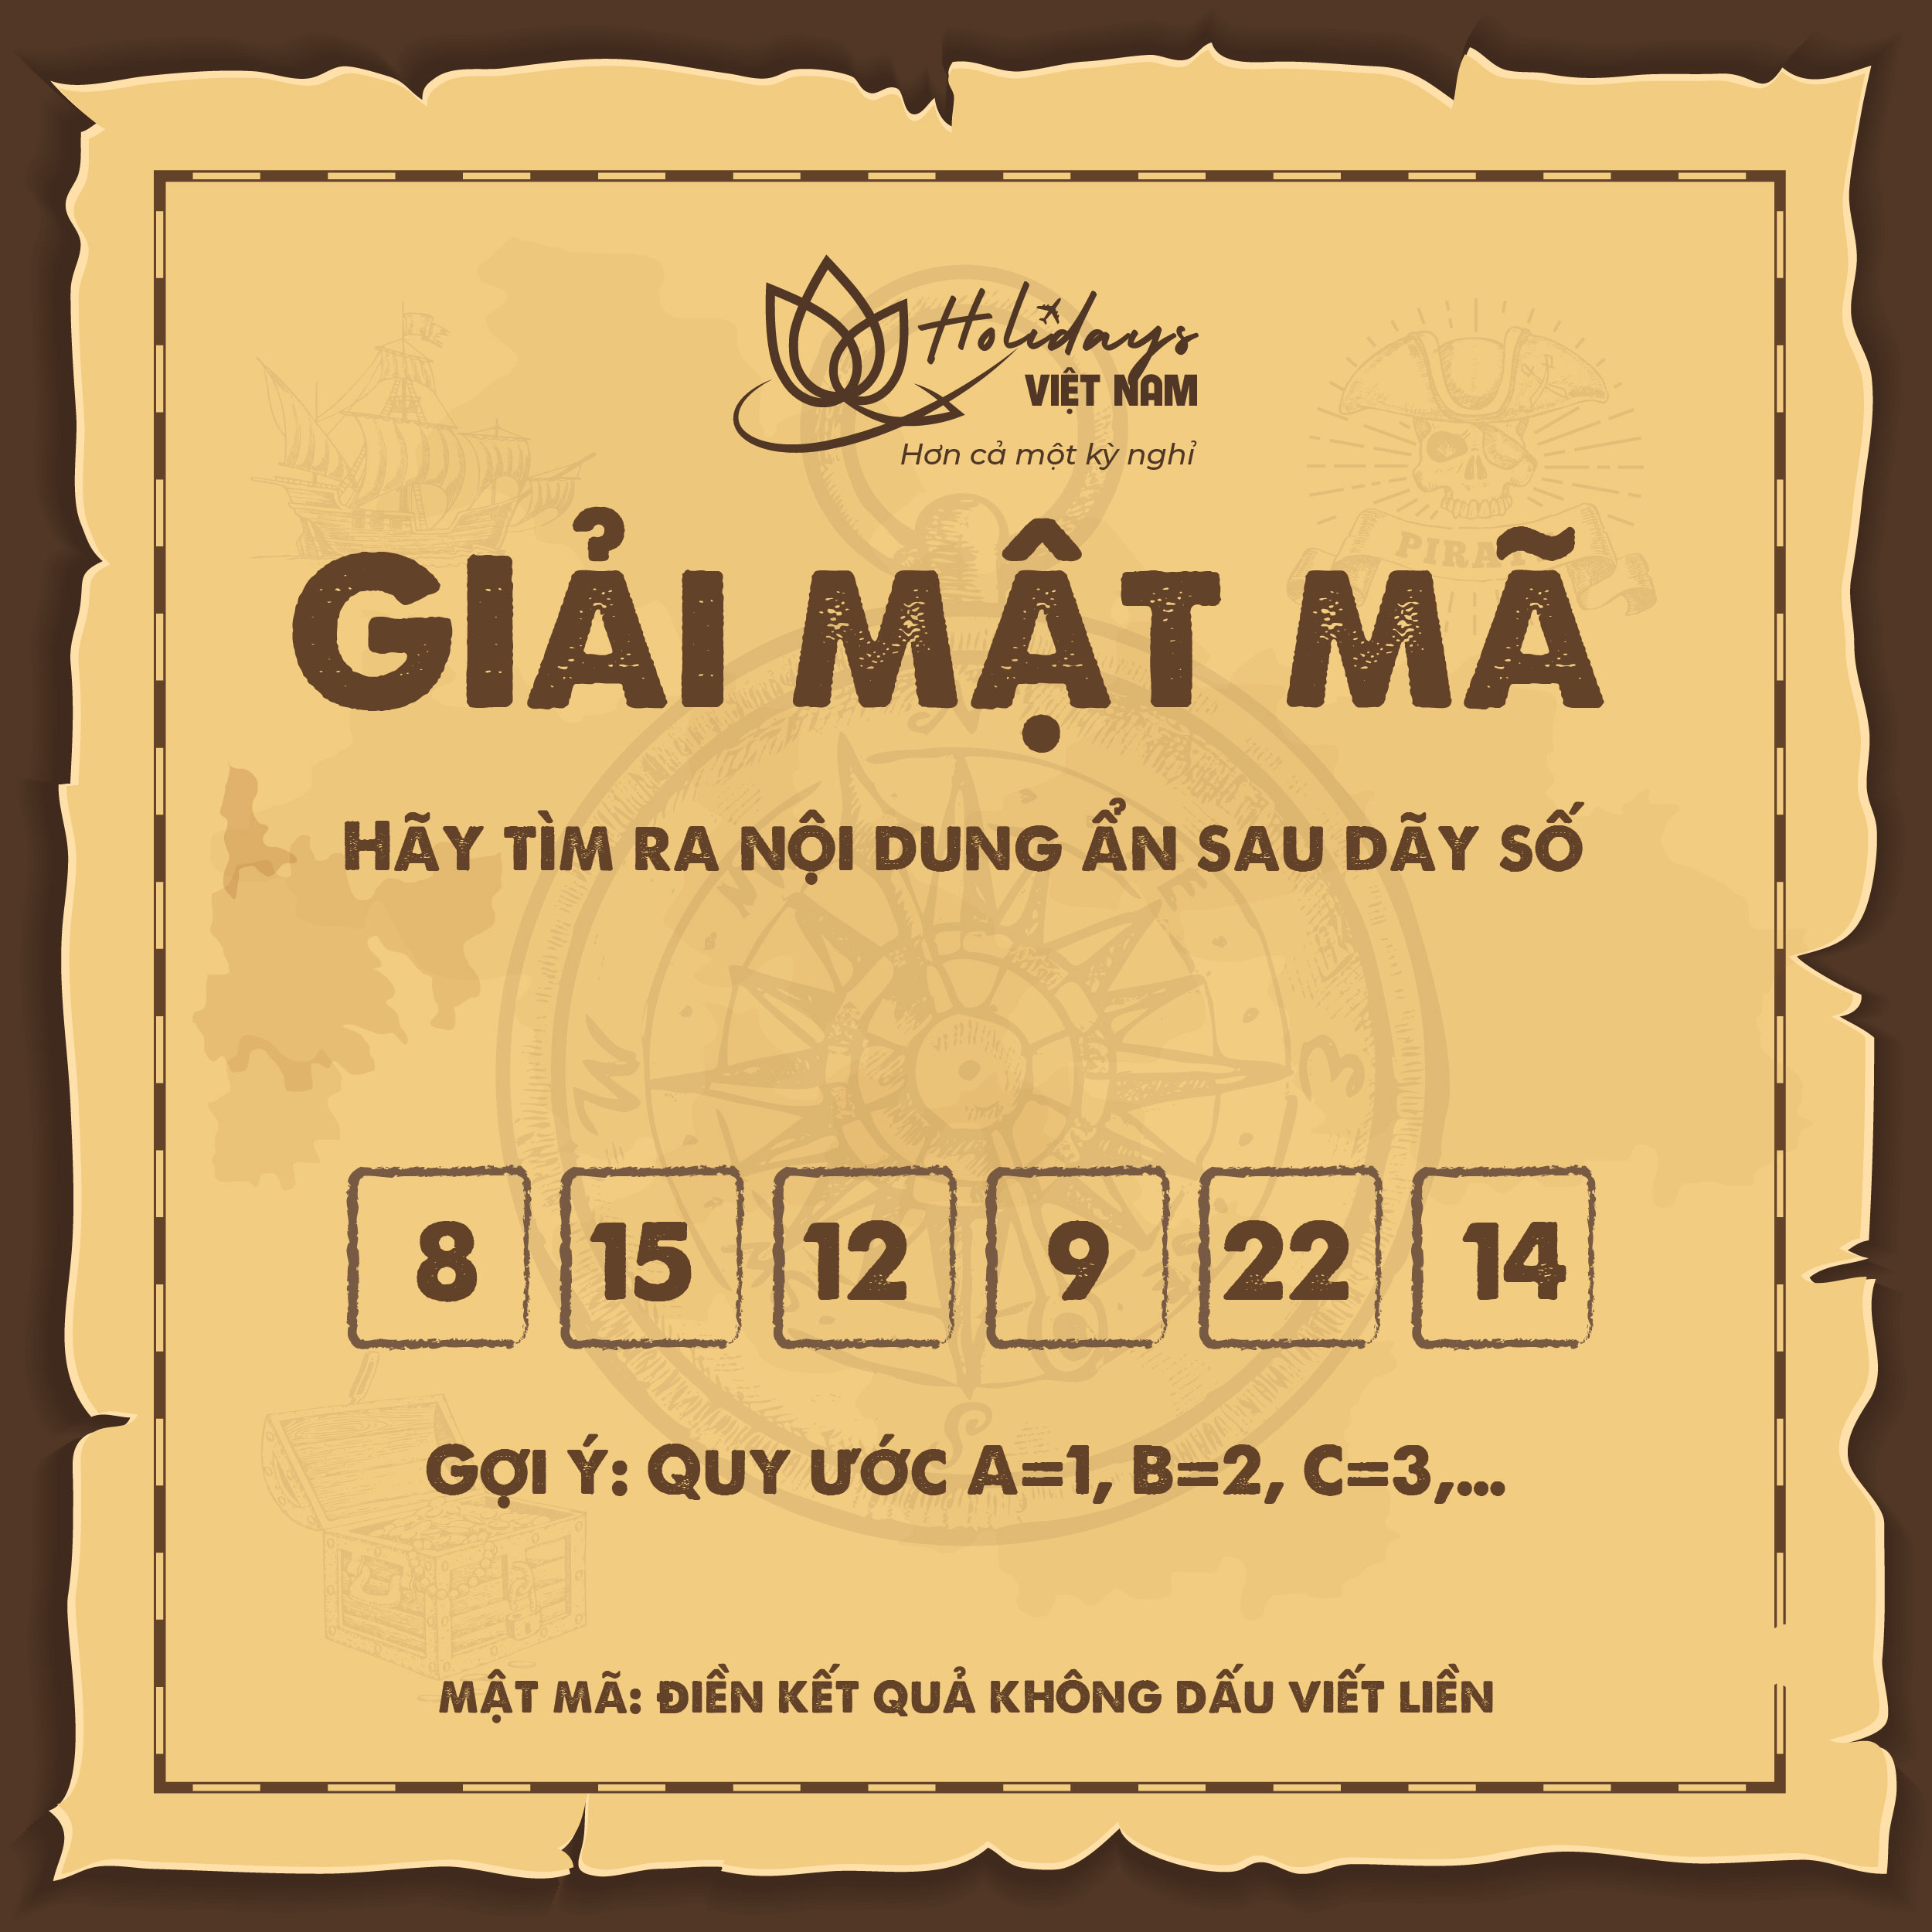 Holidays
VIỆT NAM
Hơn cả một kỳ nghỉ
PIRAT
GIẢI MẬT MÃ
HÃY TÌM RA NỘI DUNG ẨN SAU DÃY SỐ
N
W
E
8 15 12 9 22 14
S
GỢI Ý: QUY ƯỚC A=1, B=2, C=3,...
MẬT MÃ: ĐIỀN KẾT QUẢ KHÔNG DẤU VIẾT LIỀN